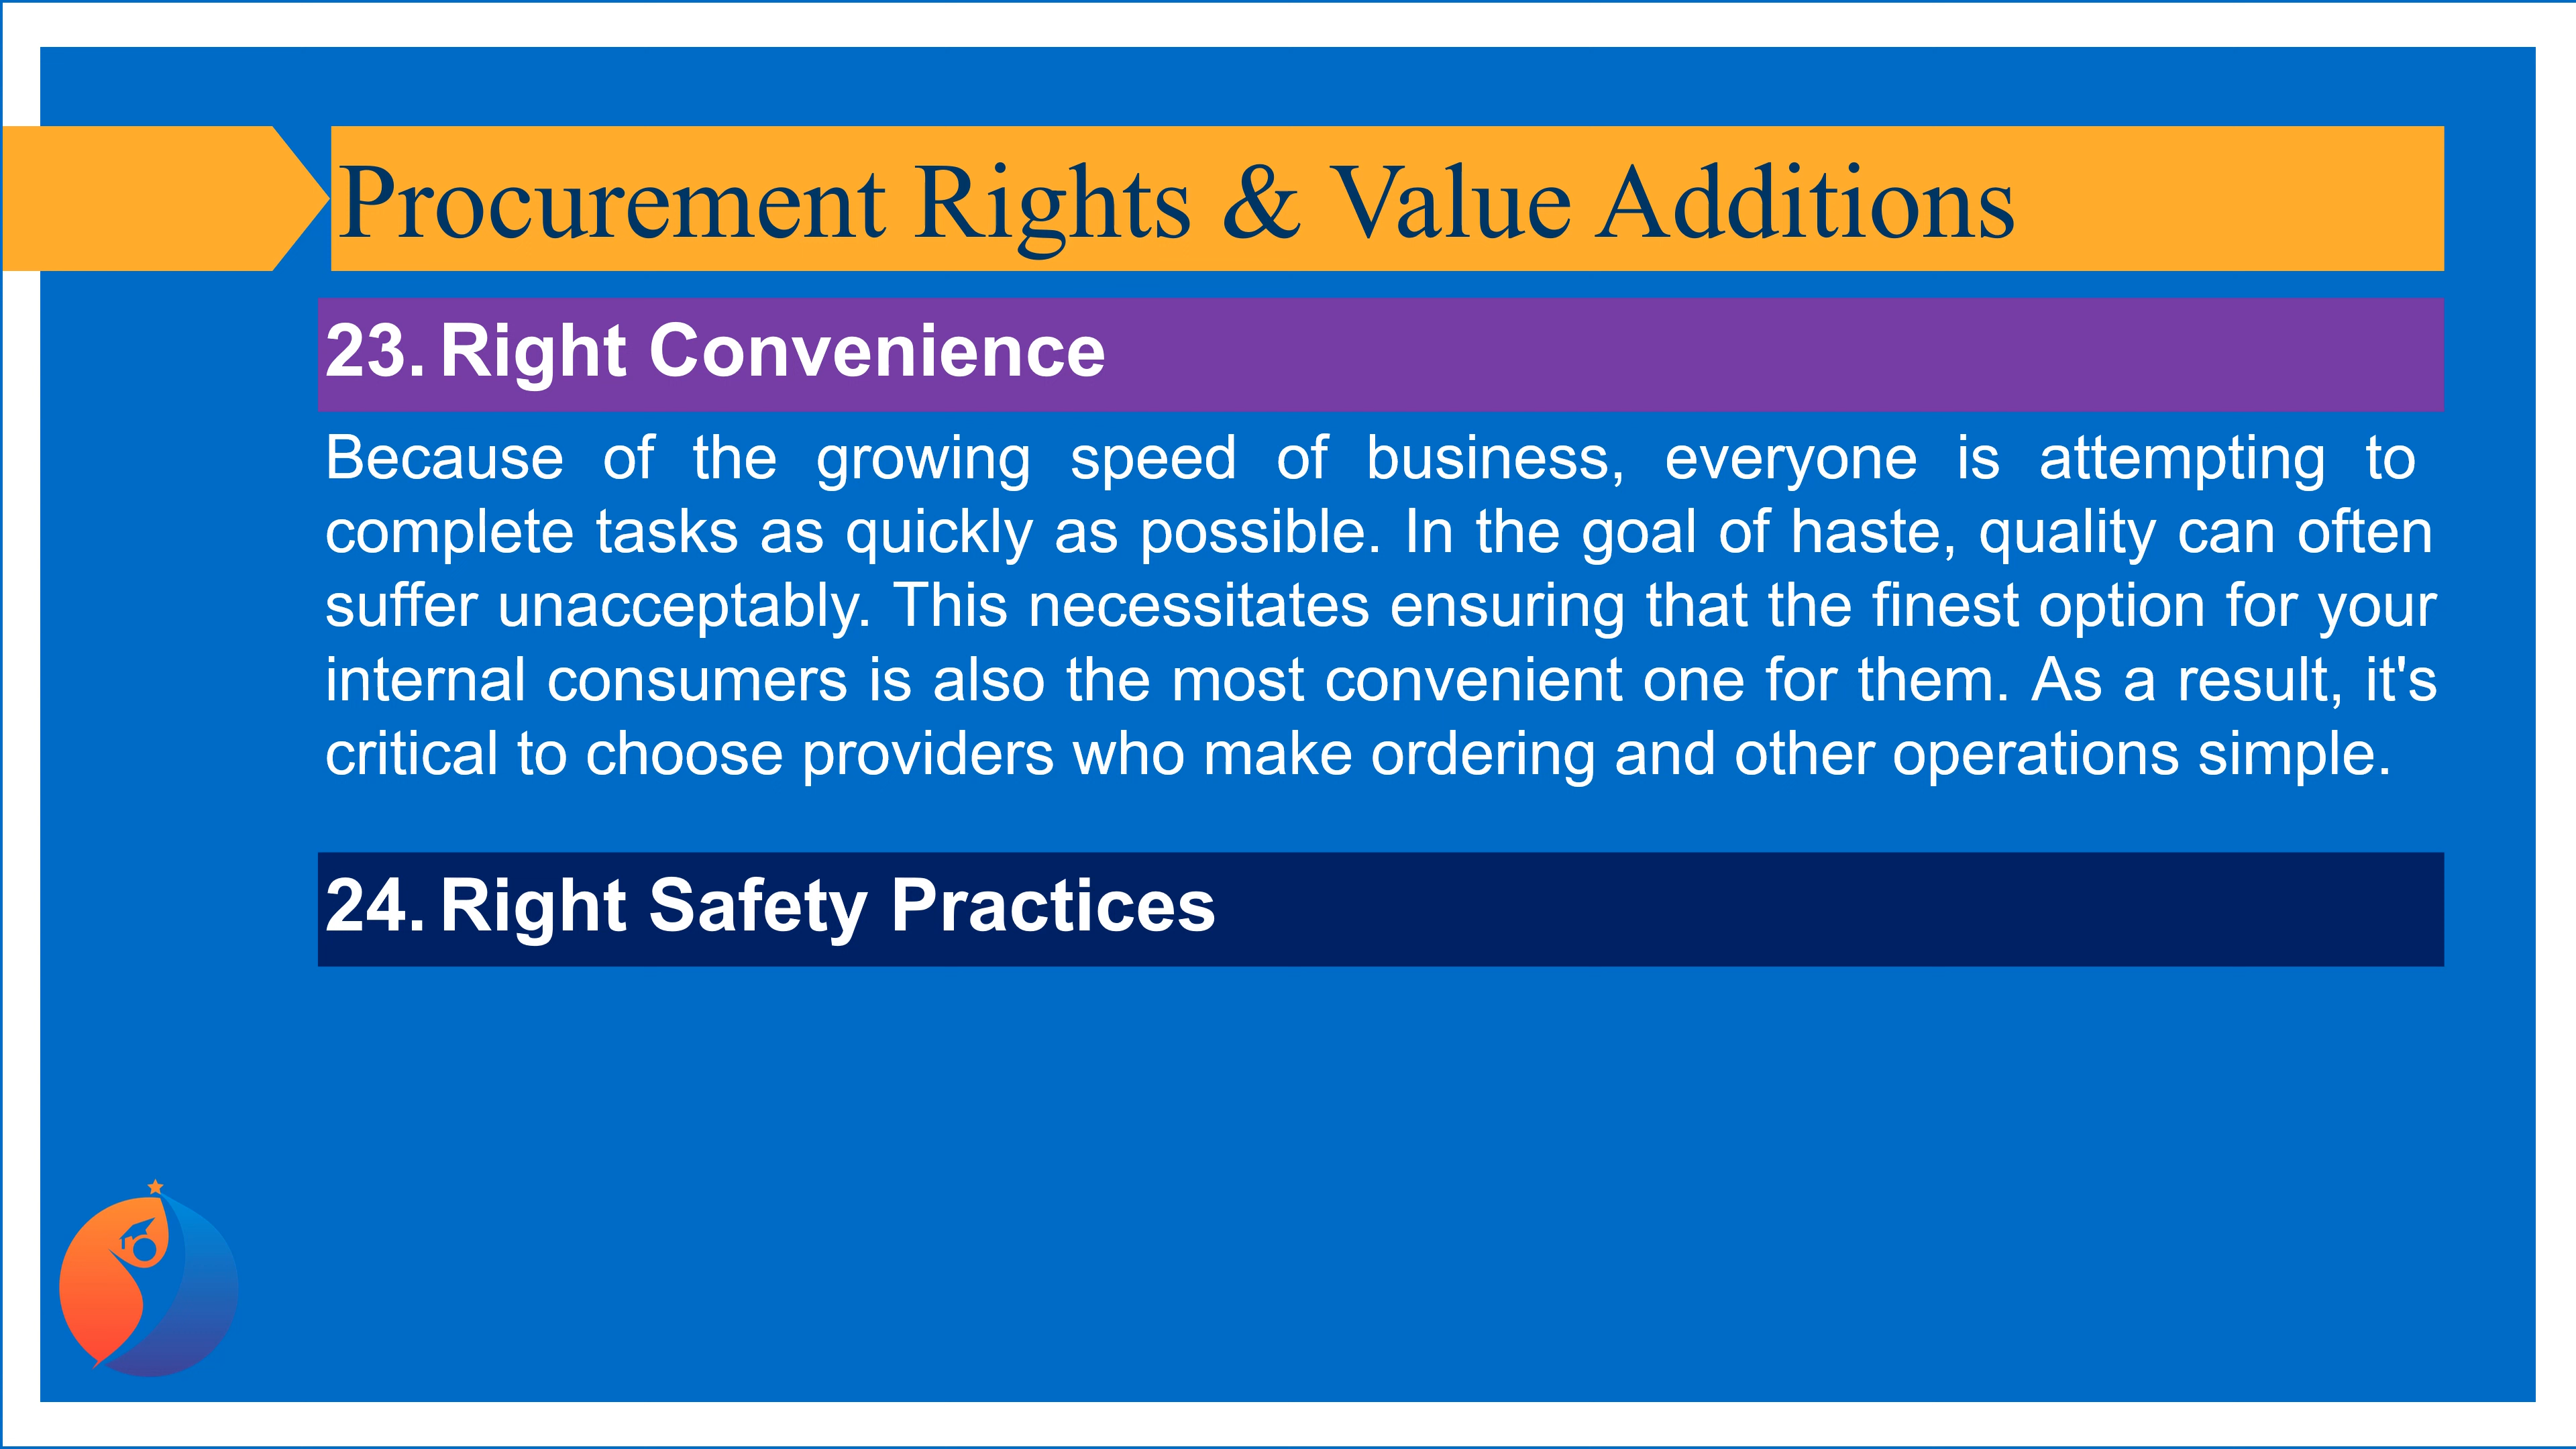 Procurement Rights & Value Additions
23. Right Convenience
Because of the growing speed of business, everyone is attempting to
complete tasks as quickly as possible. In the goal of haste, quality can often
suffer unacceptably. This necessitates ensuring that the finest option for your
internal consumers is also the most convenient one for them. As a result, it's
critical to choose providers who make ordering and other operations simple.
24. Right Safety Practices